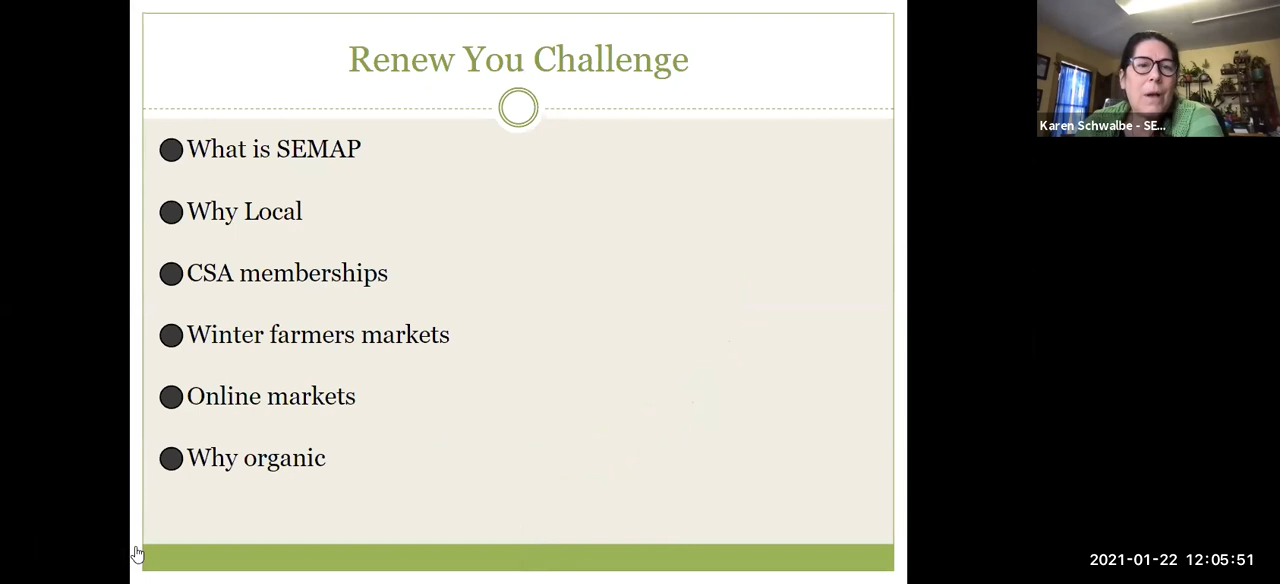 Renew You Challenge
What is SEMAP
Why Local
CSA memberships
Winter farmers markets
Online markets
Why organic
Karen Schwalbe - SE...
2021-01-22 12:05:51